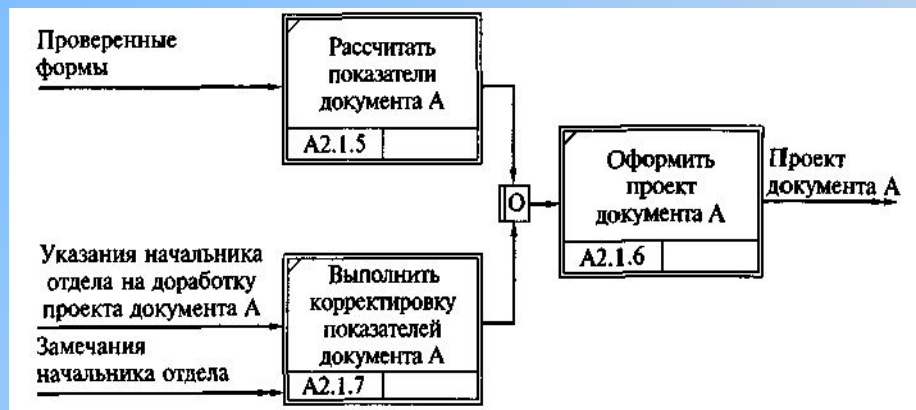 Проверенные
формы
Рассчитать
показатели
документа А
А2.1.5
О
Оформить
проект
документа А
А2.1.6
Проект
документа А
Указания начальника
отдела на доработку
проекта документа А
Замечания
начальника отдела
Выполнить
корректировку
показателей
документа А
А2.1.7